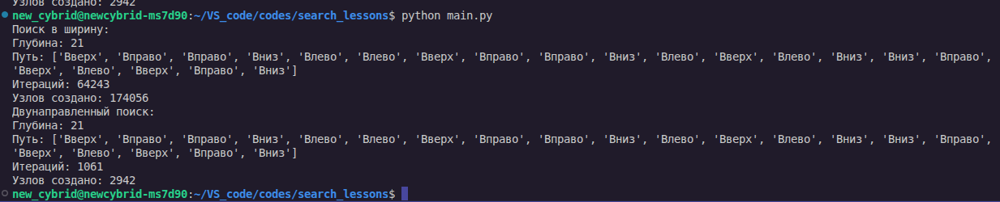 Узлов создано: 2942
new_cybrid@newcybrid-ms7d90:~/VS_code/codes/search_lessons$ python main.py
Поиск в ширину:
Глубина: 21
Путь: ['Вверх', 'Вправо', 'Вправо', 'Вниз', 'Влево', 'Влево', 'Вверх', 'Вправо', 'Вправо', 'Вниз', 'Влево', 'Вверх', 'Влево', 'Вниз', 'Вниз', 'Вправо',
'Вверх', 'Влево', 'Вверх', 'Вправо', 'Вниз']
Итераций: 64243
Узлов создано: 174056
Двунаправленный поиск:
Глубина: 21
Путь: ['Вверх', 'Вправо', 'Вправо', 'Вниз', 'Влево', 'Влево', 'Вверх', 'Вправо', 'Вправо', 'Вниз', 'Влево', 'Вверх', 'Влево', 'Вниз', 'Вниз', 'Вправо',
'Вверх', 'Влево', 'Вверх', 'Вправо', 'Вниз']
Итераций: 1061
Узлов создано: 2942
new_cybrid@newcybrid-ms7d90:~/VS_code/codes/search_lessons$